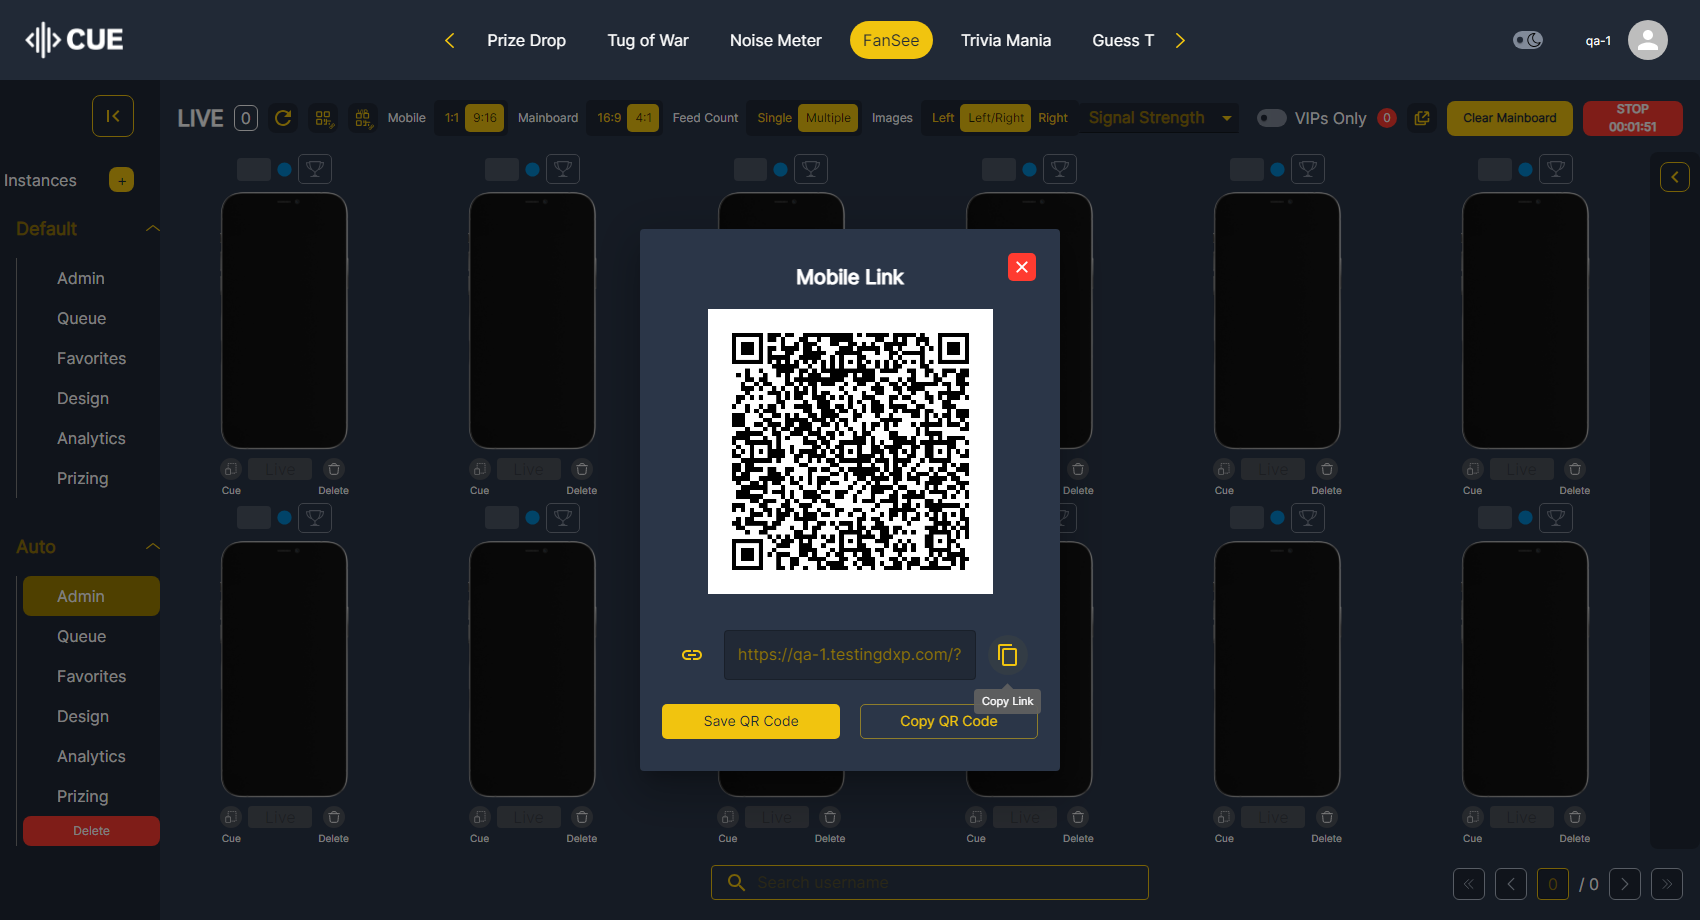 CUE
Prize Drop
Tug of War
Noise Meter
FanSee
Trivia Mania
Guess T
qa-1
LIVE 0
Mobile 1:1 9:16
Mainboard 16:9 4:1
Feed Count Single Multiple
Images Left Left/Right Right
Signal Strength
VIPs Only 0
Clear Mainboard
STOP
00:01:51
Instances +
Default
Admin
Queue
Favorites
Design
Analytics
Prizing
Auto
Admin
Queue
Favorites
Design
Analytics
Prizing
Delete
Mobile Link
https://qa-1.testingdxp.com/?
Copy Link
Save QR Code
Copy QR Code
Live Live Live Live
Cue Delete Cue Delete Delete Cue Delete Cue Delete
Live Live Live Live Live Live
Cue Delete Cue Delete Cue Delete Cue Delete Cue Delete Cue Delete
Search username
0 / 0